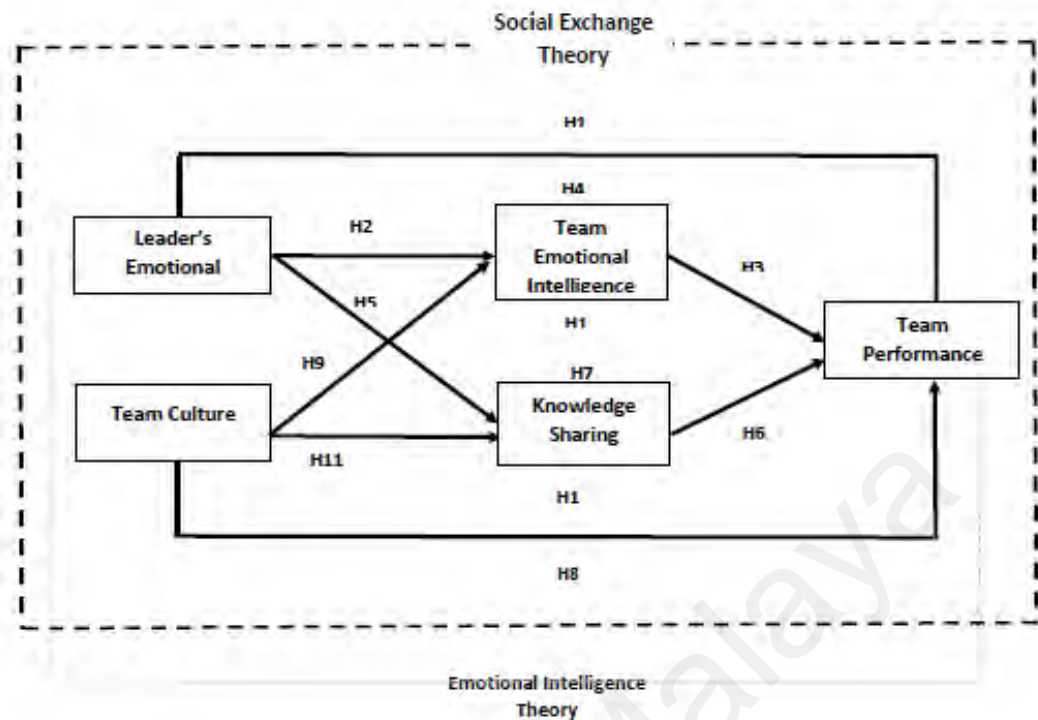 Social Exchange
Theory
H1
H4
Leader's
Emotional
H2
Team
Emotional
Intelligence
H3
H5
H1
Team
Performance
H9
H7
Team Culture
Knowledge
Sharing
H6
H11
H1
H8
Malaya
Emotional Intelligence
Theory